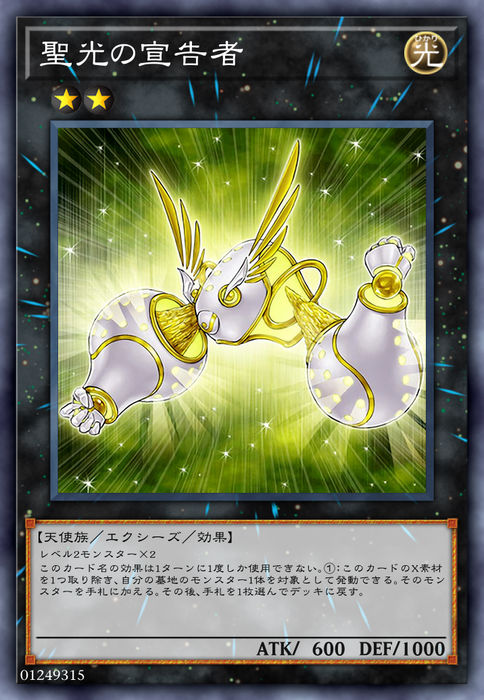 聖光の宣告者
ひかり
光
【天使族/エクシーズ/効果】
レベル2モンスター×2
このカード名の効果は1ターンに1度しか使用できない。①:このカードのX素材
を1つ取り除き、自分の墓地のモンスター1体を対象として発動できる。そのモン
スターを手札に加える。その後、手札を1枚選んでデッキに戻す。
ATK/ 600 DEF/1000
01249315